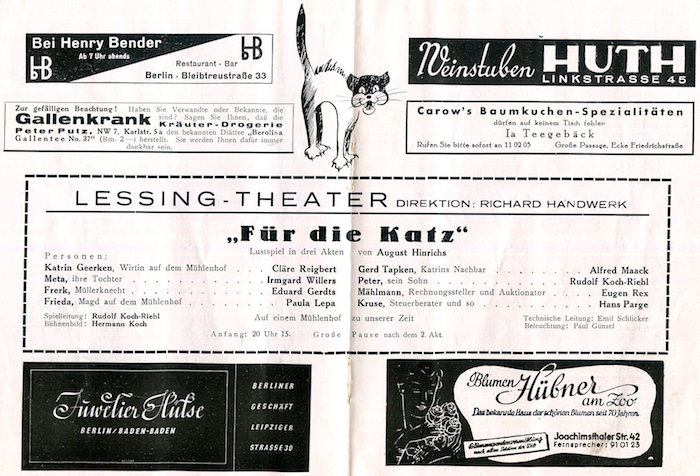 Bei Henry Bender
Ab 7 Uhr abends
hB
hB
Restaurant · Bar
Berlin · Bleibtreustraße 33
Weinstuben HUTH
LINKSTRASSE 45
Zur gefälligen Beachtung! Haben Sie Verwandte oder Bekannte, die
Gallenkrank sind? Sagen Sie Ihnen, daß die
Kräuter-Drogerie
Peter Putz, NW 7, Karlstr. 5a den bekannten Diättee „Berolina
Gallentee No. 37" (Rm. 2—) herstellt. Sie werden Ihnen dafür immer
dankbar sein.
Carow's Baumkuchen-Spezialitäten
dürfen auf keinem Tisch fehlen
Ia Teegebäck
Rufen Sie bitte sofort an 11 02 05 Große Passage, Ecke Friedrichstraße
LESSING-THEATER DIREKTION: RICHARD HANDWERK
„Für die Katz"
Lustspiel in drei Akten von August Hinrichs
Personen:
Katrin Geerken, Wirtin auf dem Mühlenhof . . . . Cläre Reigbert
Meta, ihre Tochter . . . . Irmgard Willers
Frerk, Müllerknecht . . . . Eduard Gerdts
Frieda, Magd auf dem Mühlenhof . . . . Paula Lepa
Gerd Tapken, Katrins Nachbar . . . . Alfred Maack
Peter, sein Sohn . . . . Rudolf Koch-Riehl
Mählmann, Rechnungssteller und Auktionator . . Eugen Rex
Kruse, Steuerberater und so . . . . Hans Parge
Spielleitung: Rudolf Koch-Riehl
Bühnenbild: Hermann Koch
Auf einem Mühlenhof zu unserer Zeit
Technische Leitung: Emil Schlicker
Beleuchtung: Paul Günzel
Anfang: 20 Uhr 15. Große Pause nach dem 2. Akt.
Juwelier Hülse
BERLIN/BADEN-BADEN
BERLINER
GESCHÄFT
LEIPZIGER
STRASSE 30
Blumen Hübner
am Zoo
Das bekannte Haus der schönen Blumen seit 70 Jahren
Blumenspendenvermittlung
nach allen Städten der Welt
Joachimsthaler Str. 42
Fernsprecher: 91 01 23